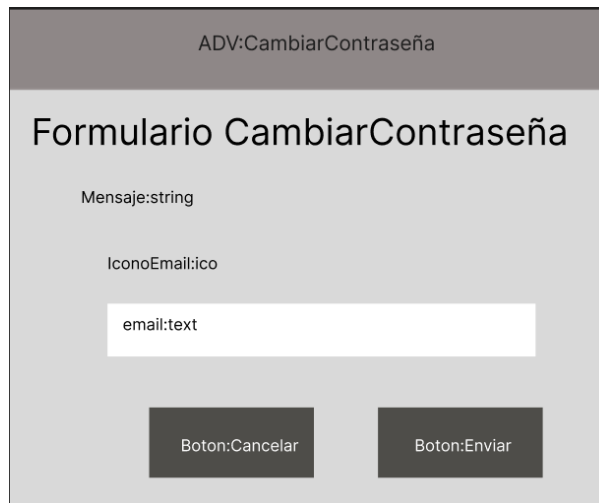 ADV:CambiarContraseña
Formulario CambiarContraseña
Mensaje:string
IconoEmail:ico
email:text
Boton:Cancelar
Boton:Enviar